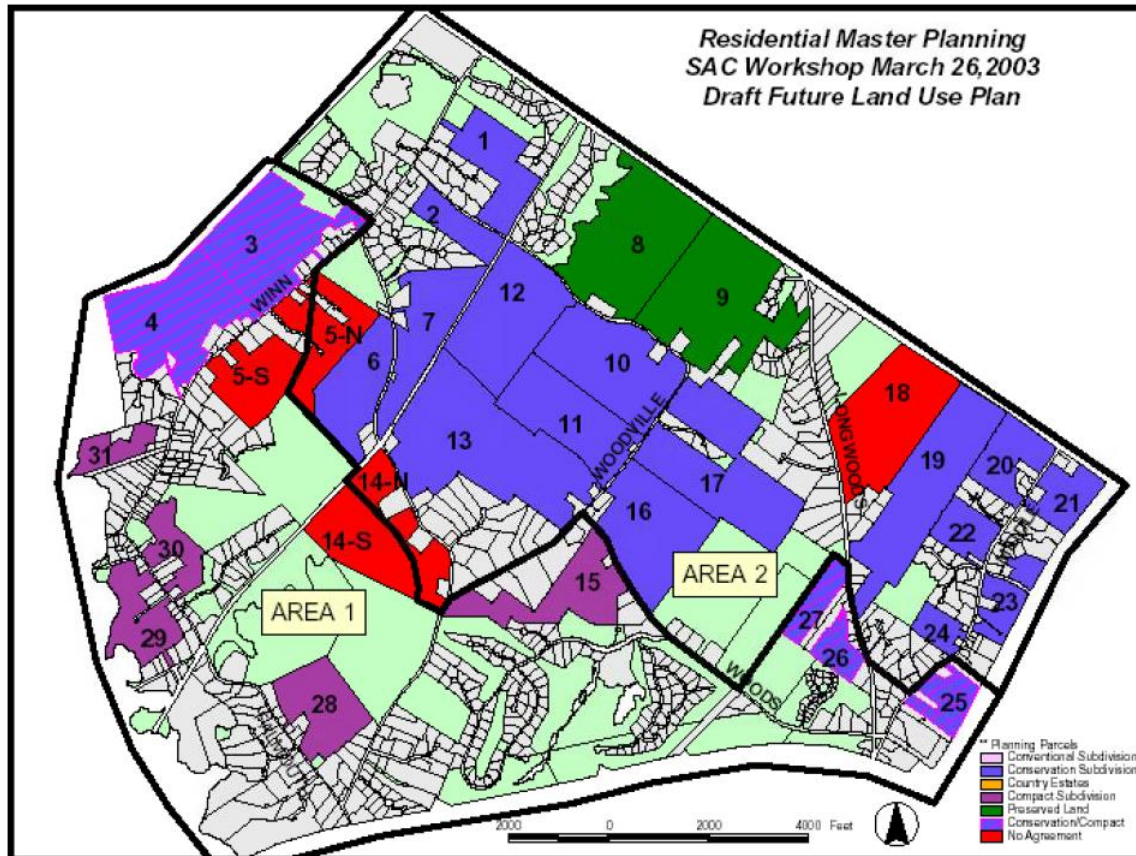 Residential Master Planning
SAC Workshop March 26,2003
Draft Future Land Use Plan
1
2
3
8
WINN
12
9
4
7
5-N
10
6
18
5-S
11
WOODVILLE
LONGWOODS
31
13
19
20
14-N
17
21
16
22
30
14-S
15
AREA 2
23
AREA 1
27
24
29
26
WOODS
25
28
** Planning Parcels
Conventional Subdivision
Conservation Subdivision
Country Estates
Compact Subdivision
Preserved Land
Conservation/Compact
No Agreement
2000 0 2000 4000 Feet